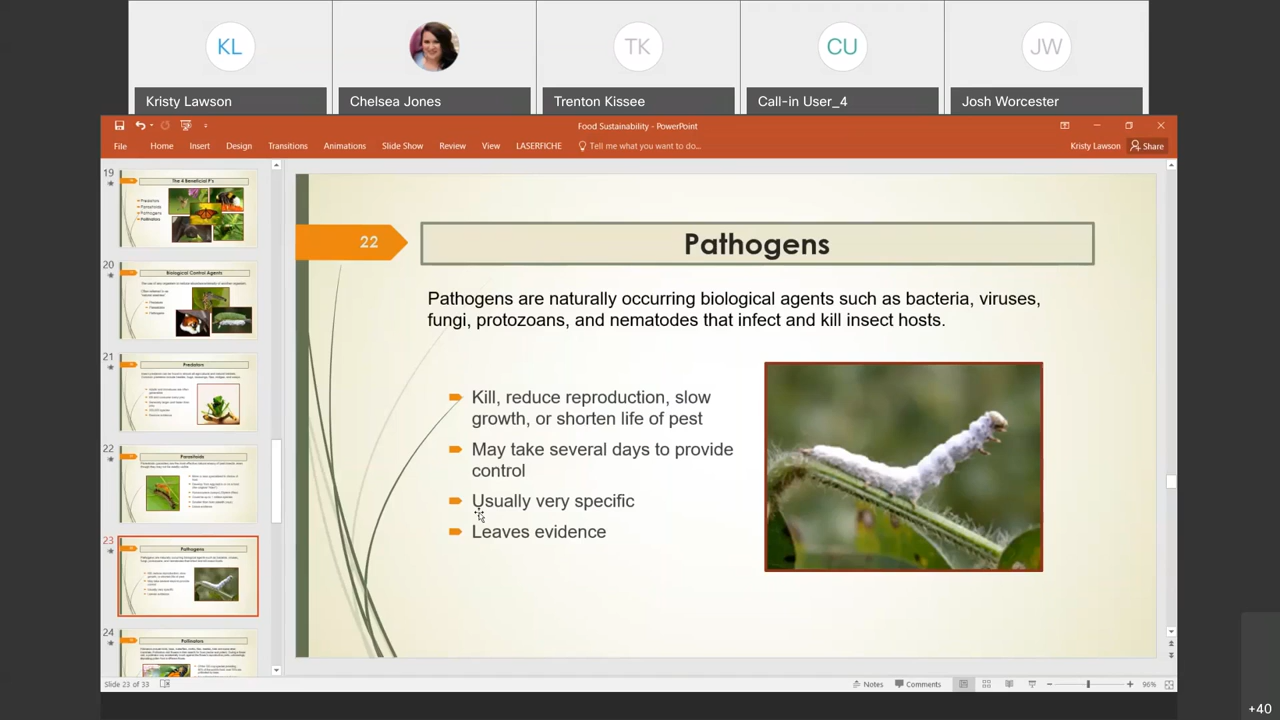 KL
TK
CU
JW
Kristy Lawson
Chelsea Jones
Trenton Kissee
Call-in User_4
Josh Worcester
Food Sustainability - PowerPoint
File
Home
Insert
Design
Transitions
Animations
Slide Show
Review
View
LASERFICHE
Tell me what you want to do...
Kristy Lawson
Share
19
The 4 Beneficial P's
Predators
Parasitoids
Pathogens
Pollinators
20
Biological Control Agents
21
Predators
22
Parasitoids
23
Pathogens
24
Pollinators
22
Pathogens
Pathogens are naturally occurring biological agents such as bacteria, viruses,
fungi, protozoans, and nematodes that infect and kill insect hosts.
Kill, reduce reproduction, slow
growth, or shorten life of pest
May take several days to provide
control
Usually very specific
Leaves evidence
Slide 23 of 33
Notes
Comments
96%
+40